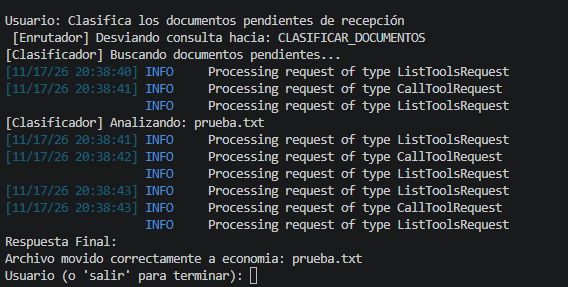 Usuario: Clasifica los documentos pendientes de recepción
[Enrutador] Desviando consulta hacia: CLASIFICAR_DOCUMENTOS
[Clasificador] Buscando documentos pendientes...
[11/17/26 20:38:40] INFO Processing request of type ListToolsRequest
[11/17/26 20:38:41] INFO Processing request of type CallToolRequest
INFO Processing request of type ListToolsRequest
[Clasificador] Analizando: prueba.txt
[11/17/26 20:38:41] INFO Processing request of type ListToolsRequest
[11/17/26 20:38:42] INFO Processing request of type CallToolRequest
INFO Processing request of type ListToolsRequest
[11/17/26 20:38:43] INFO Processing request of type ListToolsRequest
[11/17/26 20:38:43] INFO Processing request of type CallToolRequest
INFO Processing request of type ListToolsRequest
Respuesta Final:
Archivo movido correctamente a economia: prueba.txt
Usuario (o 'salir' para terminar):